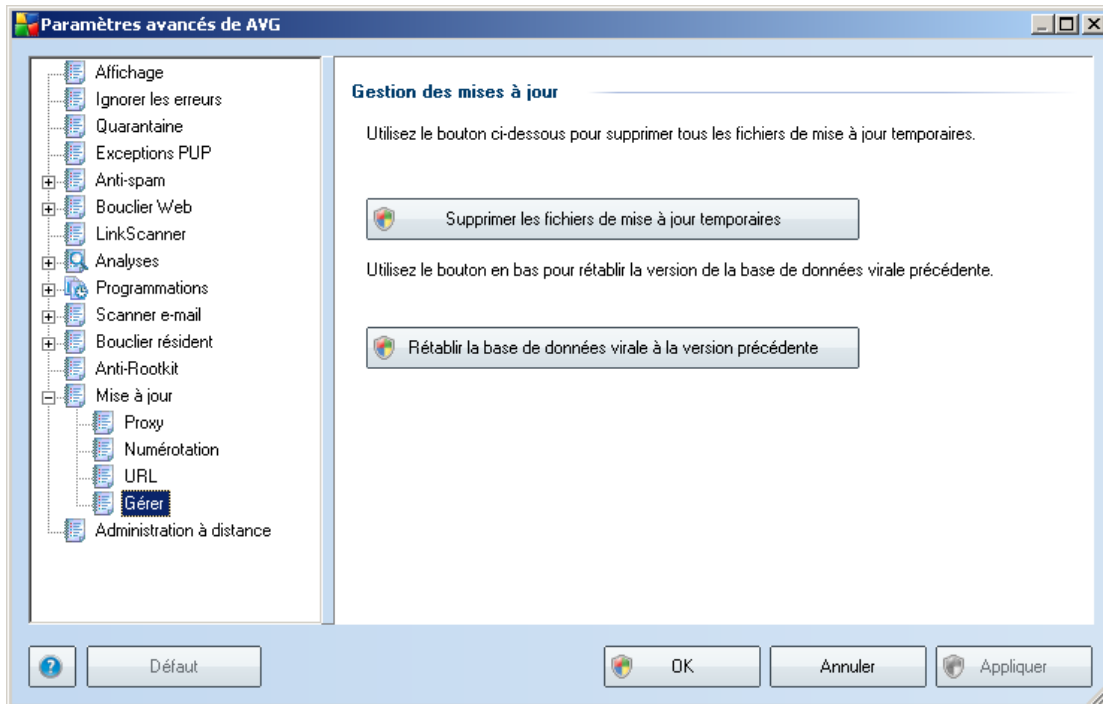 Paramètres avancés de AVG
Affichage
Ignorer les erreurs
Quarantaine
Exceptions PUP
Anti-spam
Bouclier Web
LinkScanner
Analyses
Programmations
Scanner e-mail
Bouclier résident
Anti-Rootkit
Mise à jour
Proxy
Numérotation
URL
Gérer
Administration à distance
Gestion des mises à jour
Utilisez le bouton ci-dessous pour supprimer tous les fichiers de mise à jour temporaires.
Supprimer les fichiers de mise à jour temporaires
Utilisez le bouton en bas pour rétablir la version de la base de données virale précédente.
Rétablir la base de données virale à la version précédente
Défaut
OK
Annuler
Appliquer